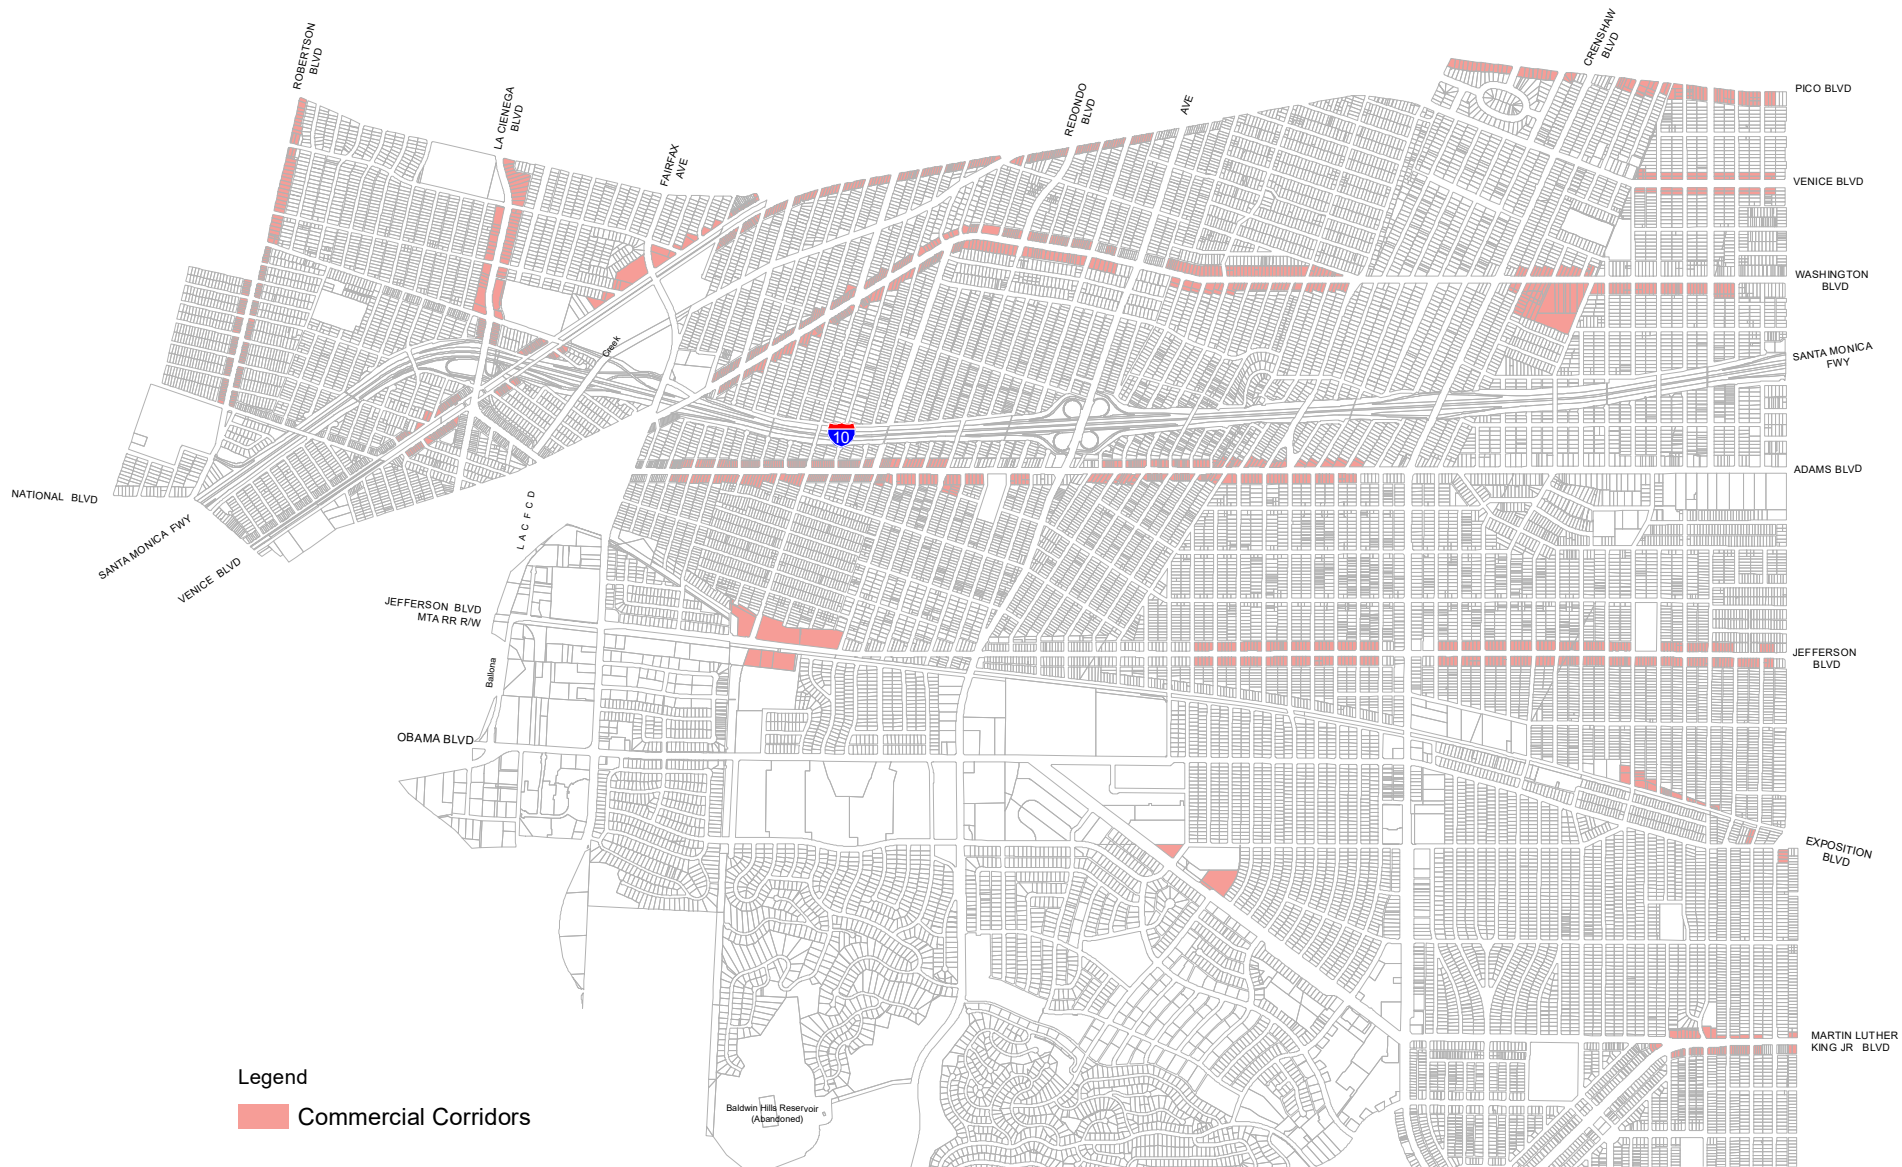 CRENSHAW
BLVD
ROBERTSON
BLVD
PICO BLVD
LA CIENEGA
BLVD
REDONDO
BLVD
AVE
FAIRFAX
AVE
VENICE BLVD
WASHINGTON
BLVD
Creek
SANTA MONICA
FWY
10
ADAMS BLVD
NATIONAL BLVD
L A C F C D
SANTA MONICA FWY
VENICE BLVD
JEFFERSON BLVD
MTA RR R/W
JEFFERSON
BLVD
Ballona
OBAMA BLVD
EXPOSITION
BLVD
MARTIN LUTHER
KING JR BLVD
Legend
Commercial Corridors
Baldwin Hills Reservoir
(Abandoned)